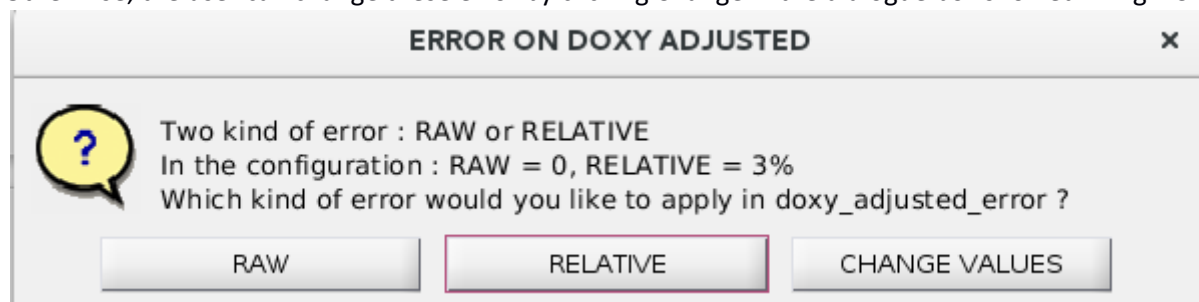 ERROR ON DOXY ADJUSTED ×
?
Two kind of error : RAW or RELATIVE
In the configuration : RAW = 0, RELATIVE = 3%
Which kind of error would you like to apply in doxy_adjusted_error ?
RAW RELATIVE CHANGE VALUES